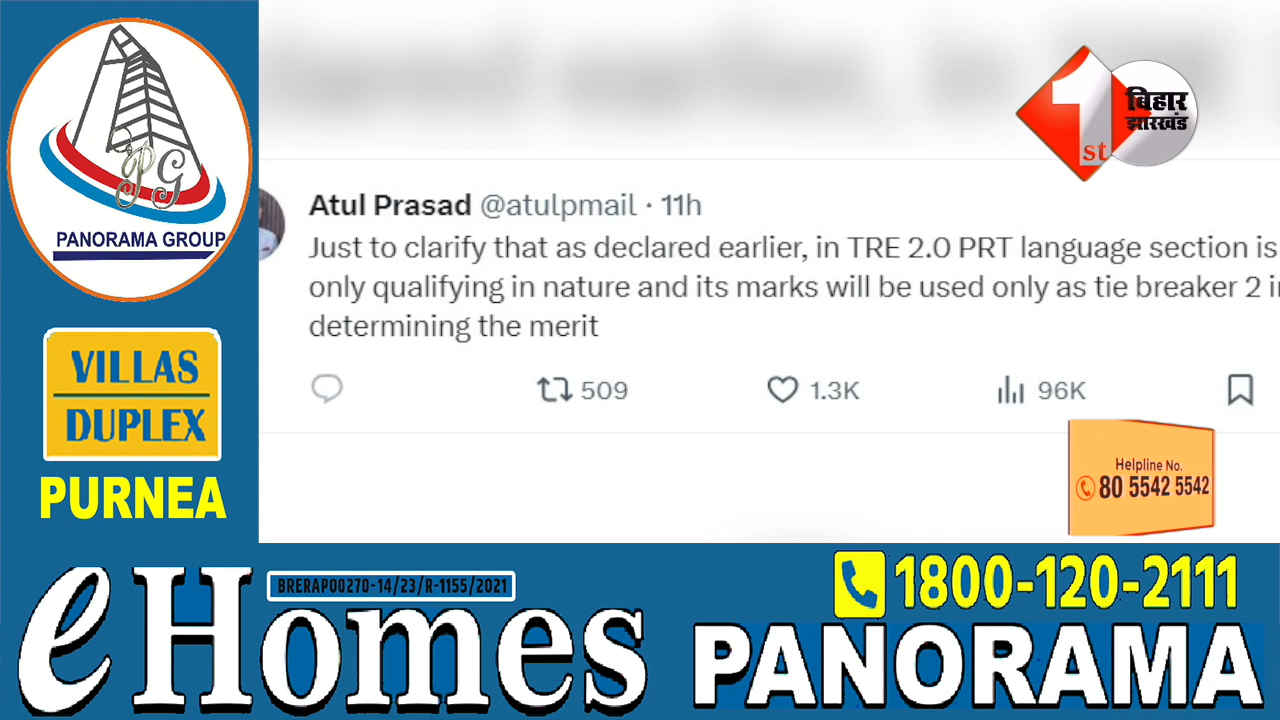 PG
PANORAMA GROUP
VILLAS
DUPLEX
PURNEA
1st
बिहार
झारखंड
Atul Prasad @atulpmail · 11h
Just to clarify that as declared earlier, in TRE 2.0 PRT language section is
only qualifying in nature and its marks will be used only as tie breaker 2 in
determining the merit
509 1.3K 96K
Helpline No.
80 5542 5542
BRERAP00270-14/23/R-1155/2021
eHomes
1800-120-2111
PANORAMA